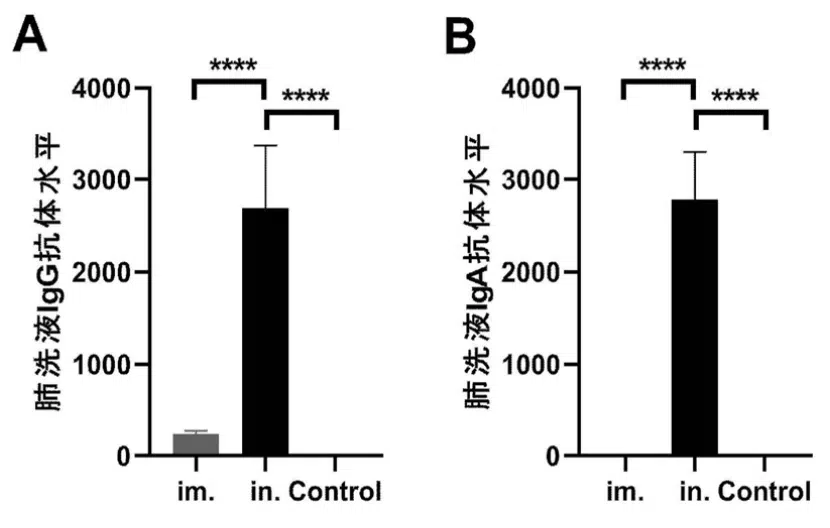 A
肺洗液IgG抗体水平
4000
3000
2000
1000
0
****
****
im.
in.
Control
B
肺洗液IgA抗体水平
4000
3000
2000
1000
0
****
****
im.
in.
Control